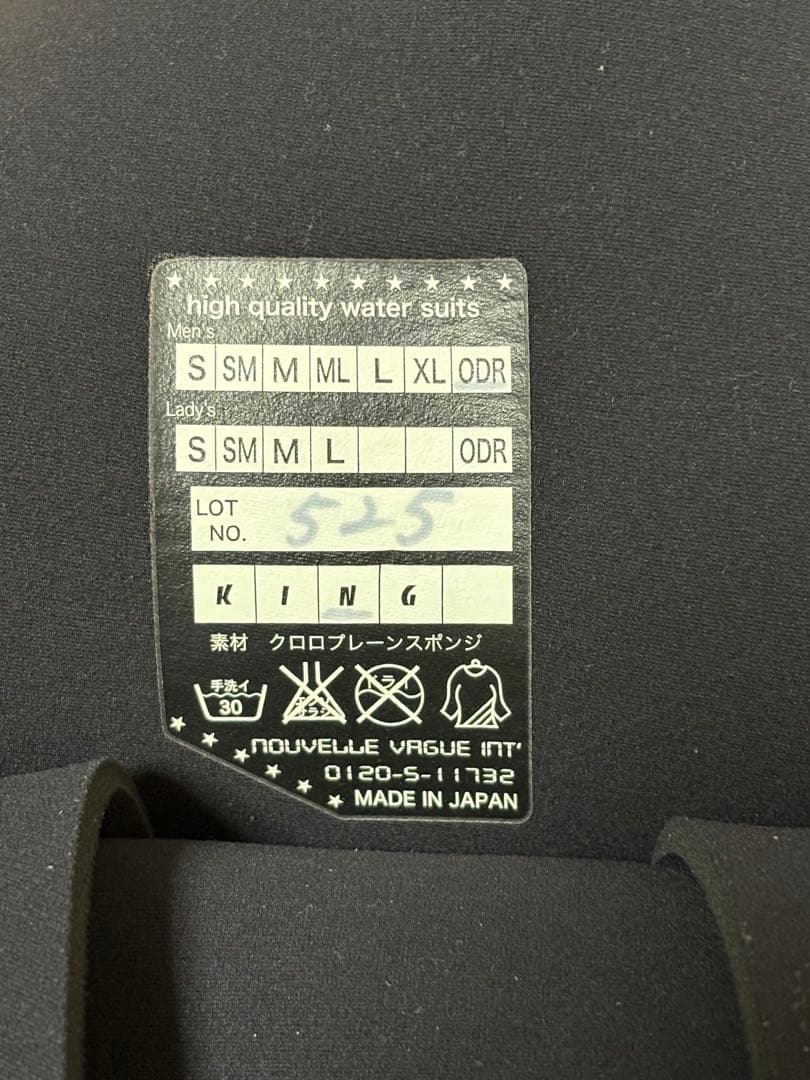 high quality water suits
Men's
S SM M ML L XL ODR
Lady's
S SM M L ODR
LOT
NO. 525
K I N G
素材 クロロプレーンスポンジ
手洗イ
30
NOUVELLE VAGUE INT'
0120-S-11732
MADE IN JAPAN